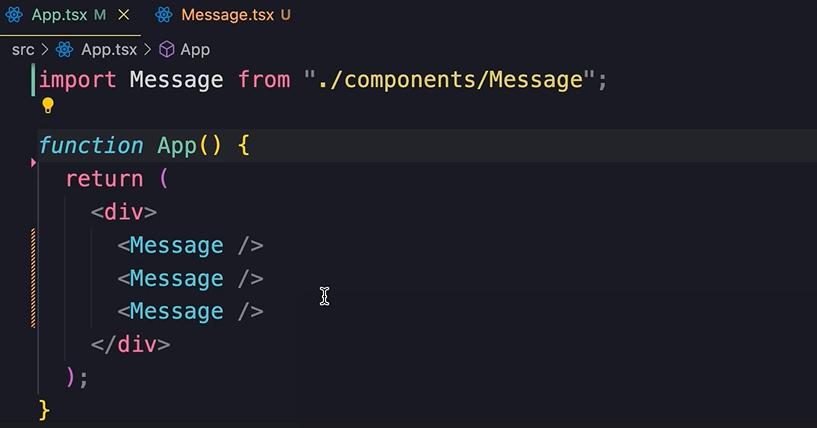 App.tsx M Message.tsx U
src > App.tsx > App
import Message from "./components/Message";
function App() {
return (
<div>
<Message />
<Message />
<Message />
</div>
);
}